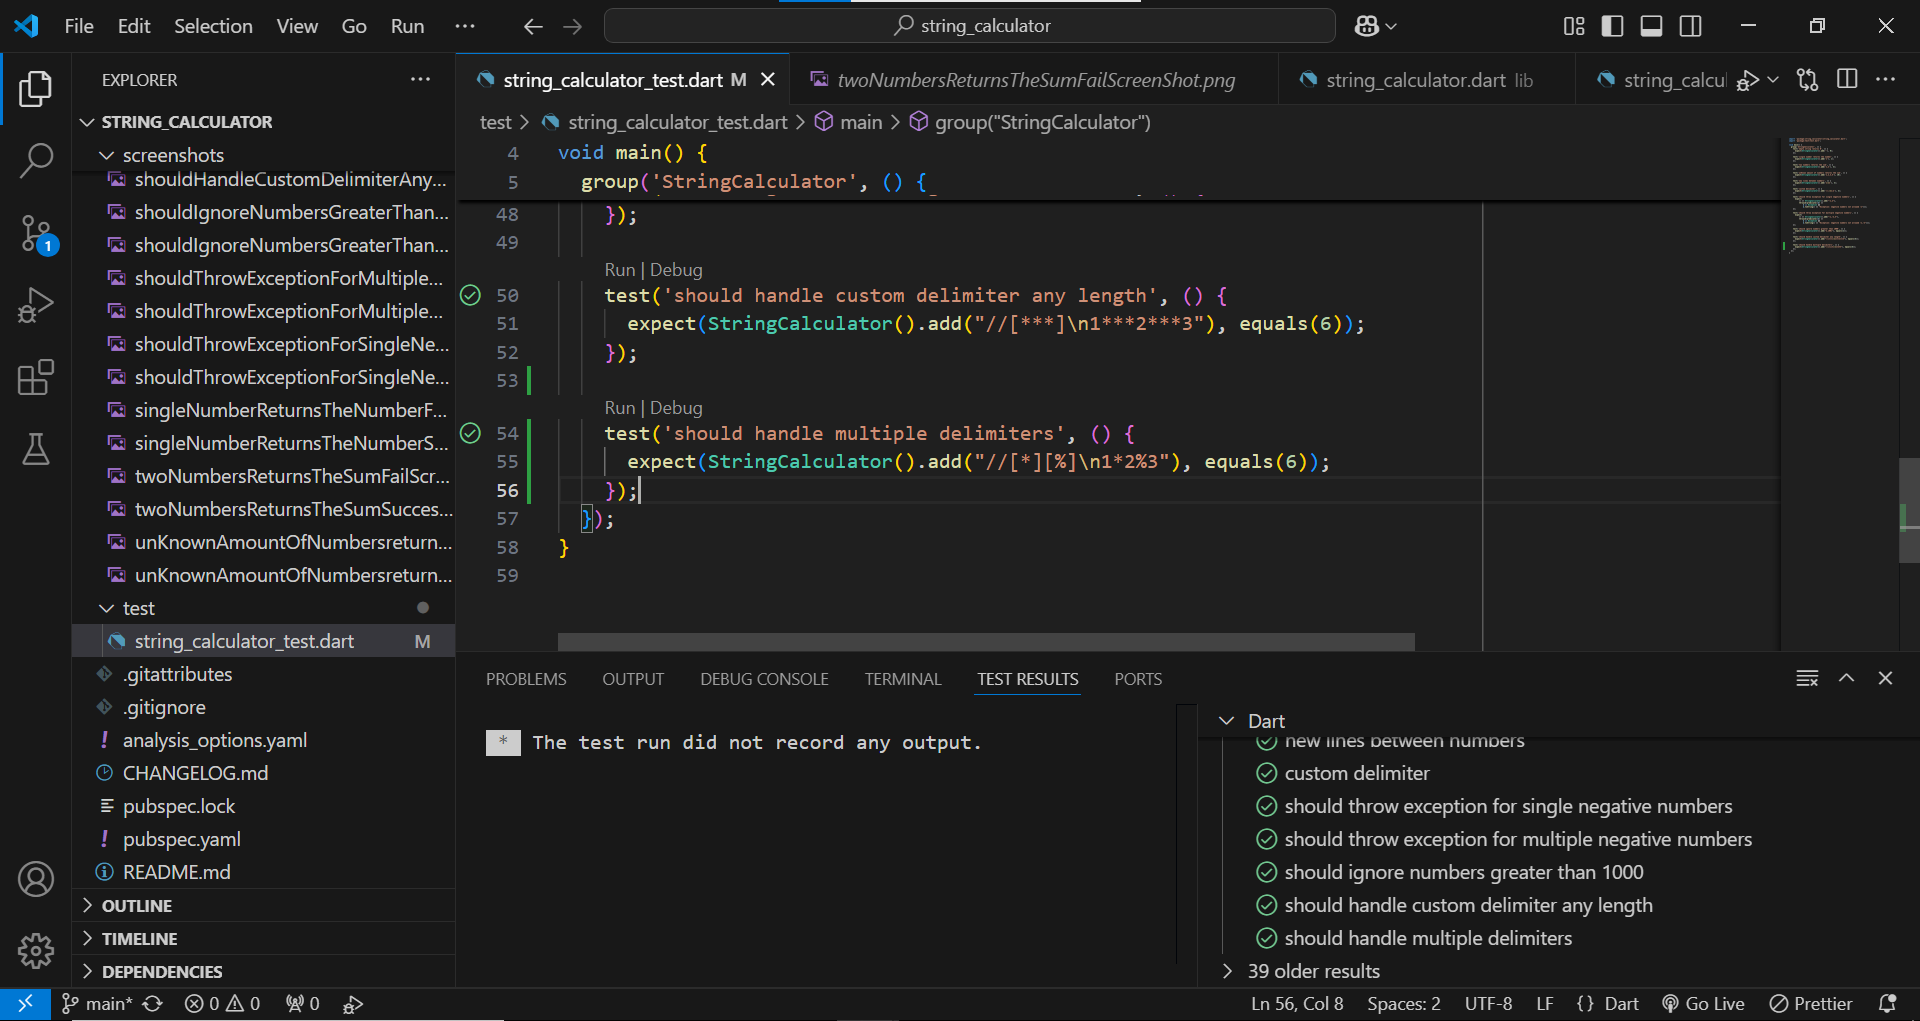 File Edit Selection View Go Run ···
string_calculator
EXPLORER
STRING_CALCULATOR
screenshots
shouldHandleCustomDelimiterAny...
shouldIgnoreNumbersGreaterThan...
shouldIgnoreNumbersGreaterThan...
shouldThrowExceptionForMultiple...
shouldThrowExceptionForMultiple...
shouldThrowExceptionForSingleNe...
shouldThrowExceptionForSingleNe...
singleNumberReturnsTheNumberF...
singleNumberReturnsTheNumberS...
twoNumbersReturnsTheSumFailScr...
twoNumbersReturnsTheSumSucces...
unKnownAmountOfNumbersreturn...
unKnownAmountOfNumbersreturn...
test
string_calculator_test.dart M
.gitattributes
.gitignore
analysis_options.yaml
CHANGELOG.md
pubspec.lock
pubspec.yaml
README.md
OUTLINE
TIMELINE
DEPENDENCIES
1
string_calculator_test.dart M
twoNumbersReturnsTheSumFailScreenShot.png
string_calculator.dart lib
string_calcul
test > string_calculator_test.dart > main > group("StringCalculator")
4 void main() {
5 group('StringCalculator', () {
48 });
49
Run | Debug
50 test('should handle custom delimiter any length', () {
51 expect(StringCalculator().add("//[***]\n1***2***3"), equals(6));
52 });
53
Run | Debug
54 test('should handle multiple delimiters', () {
55 expect(StringCalculator().add("//[*][%]\n1*2%3"), equals(6));
56 });
57 });
58 }
59
PROBLEMS OUTPUT DEBUG CONSOLE TERMINAL TEST RESULTS PORTS
* The test run did not record any output.
Dart
new lines between numbers
custom delimiter
should throw exception for single negative numbers
should throw exception for multiple negative numbers
should ignore numbers greater than 1000
should handle custom delimiter any length
should handle multiple delimiters
39 older results
main* 0 0 0
Ln 56, Col 8 Spaces: 2 UTF-8 LF {} Dart Go Live Prettier